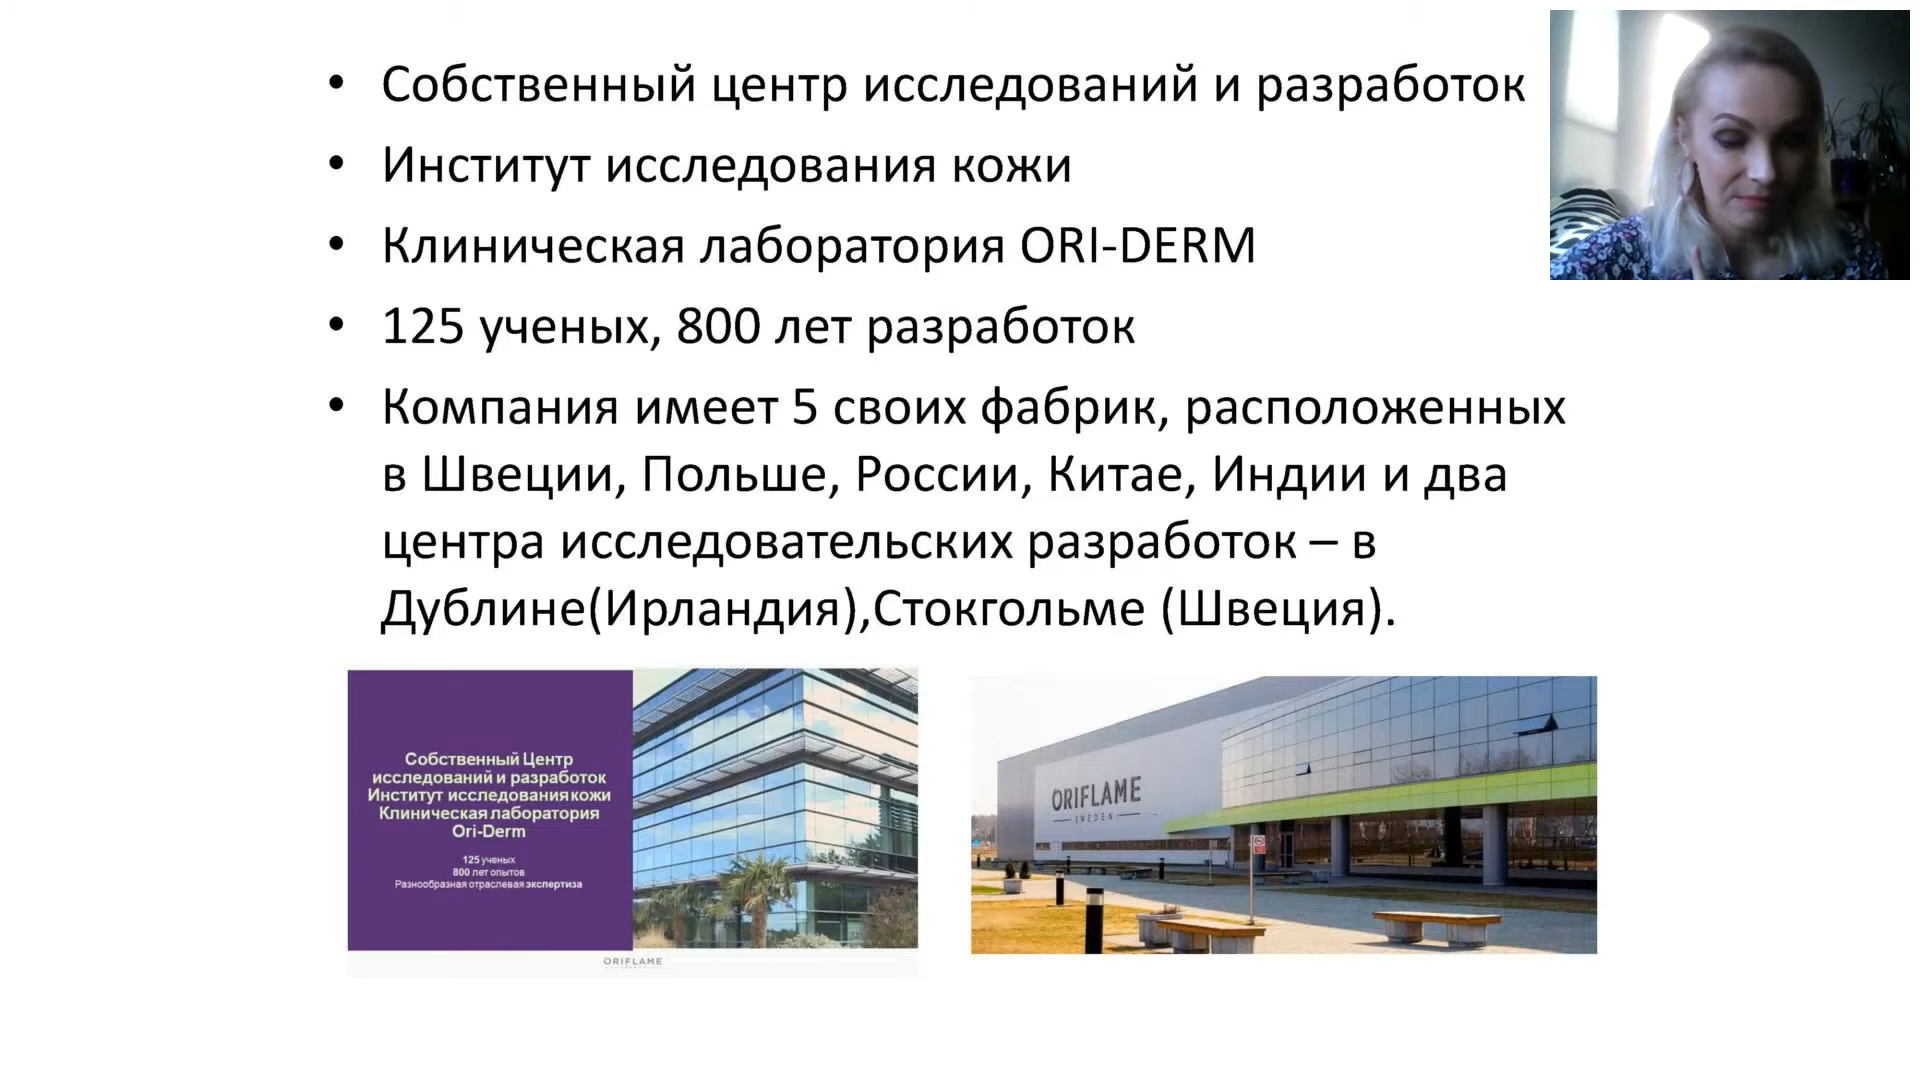 • Собственный центр исследований и разработок
• Институт исследования кожи
• Клиническая лаборатория ORI-DERM
• 125 ученых, 800 лет разработок
• Компания имеет 5 своих фабрик, расположенных
в Швеции, Польше, России, Китае, Индии и два
центра исследовательских разработок – в
Дублине(Ирландия),Стокгольме (Швеция).
Собственный Центр
исследований и разработок
Институт исследования кожи
Клиническая лаборатория
Ori-Derm
125 ученых
800 лет опытов
Разнообразная отраслевая экспертиза
ORIFLAME
ORIFLAME
SWEDEN